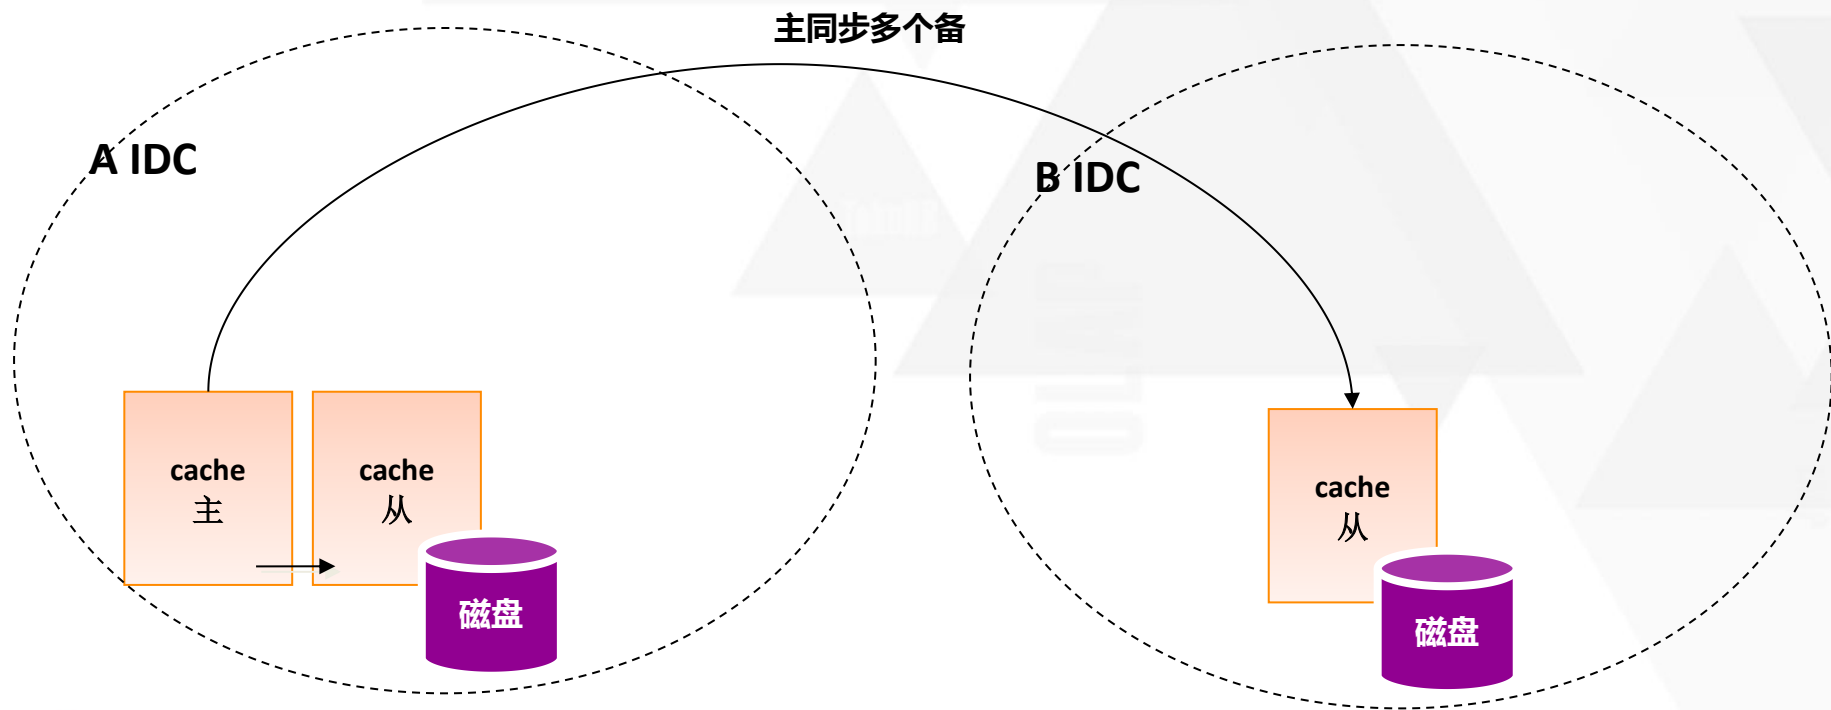 主同步多个备
A IDC
B IDC
cache
主
cache
从
磁盘
cache
从
磁盘